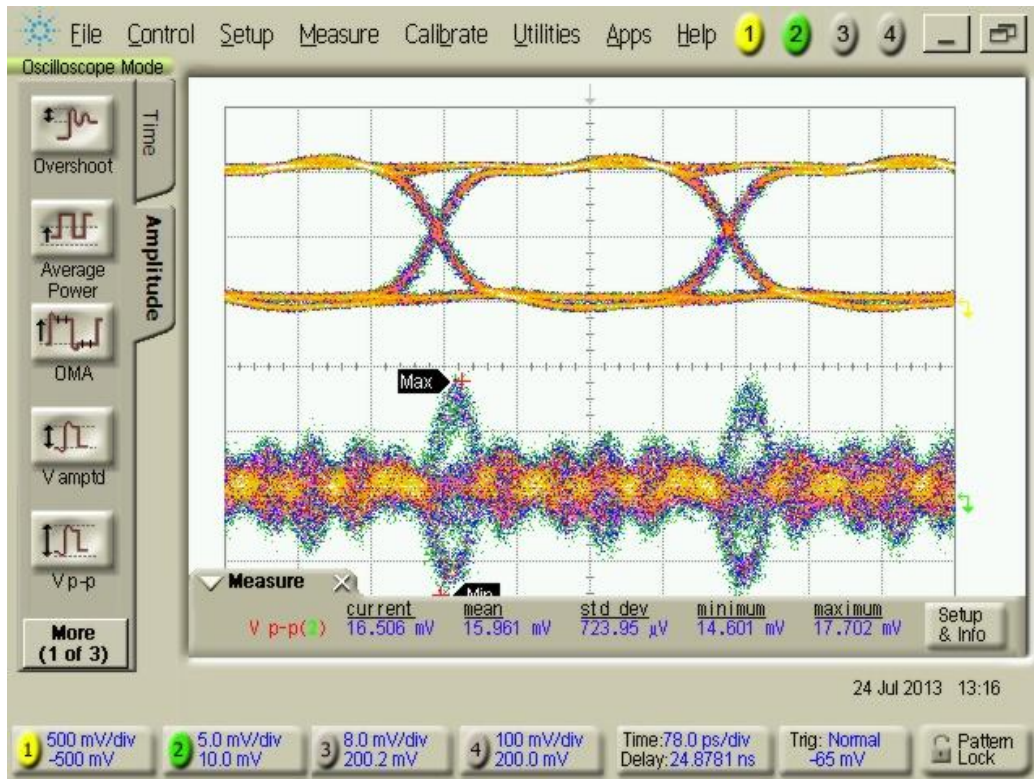 File Control Setup Measure Calibrate Utilities Apps Help 1 2 3 4
Oscilloscope Mode
Time
Amplitude
Overshoot
Average
Power
OMA
V amptd
V p-p
More
(1 of 3)
Max
Min
Measure
current mean std dev minimum maximum
V p-p(2) 16.506 mV 15.961 mV 723.95 µV 14.601 mV 17.702 mV
Setup
& Info
24 Jul 2013 13:16
1 500 mV/div
-500 mV
2 5.0 mV/div
10.0 mV
3 8.0 mV/div
200.2 mV
4 100 mV/div
200.0 mV
Time:78.0 ps/div
Delay:24.8781 ns
Trig: Normal
-65 mV
Pattern
Lock